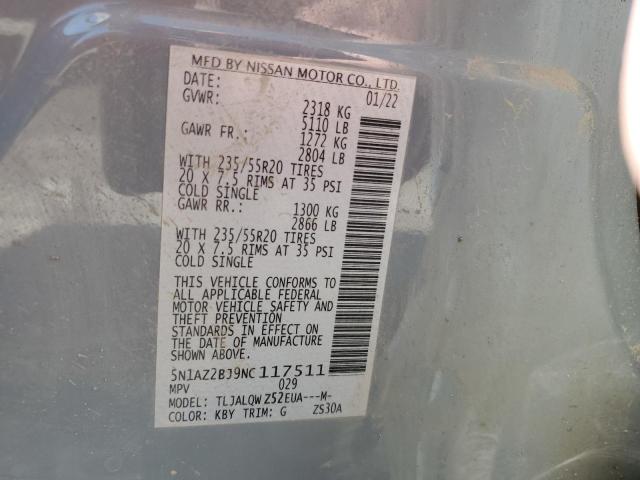 MFD BY NISSAN MOTOR CO., LTD.
DATE: 01/22
GVWR: 2318 KG
5110 LB
GAWR FR.: 1272 KG
2804 LB
WITH 235/55R20 TIRES
20 X 7.5 RIMS AT 35 PSI
COLD SINGLE
GAWR RR.: 1300 KG
2866 LB
WITH 235/55R20 TIRES
20 X 7.5 RIMS AT 35 PSI
COLD SINGLE
THIS VEHICLE CONFORMS TO
ALL APPLICABLE FEDERAL
MOTOR VEHICLE SAFETY AND
THEFT PREVENTION
STANDARDS IN EFFECT ON
THE DATE OF MANUFACTURE
SHOWN ABOVE.
5N1AZ2BJ9NC117511
MPV 029
MODEL: TLJALQWZ52EUA---M-
COLOR: KBY TRIM: G ZS30A